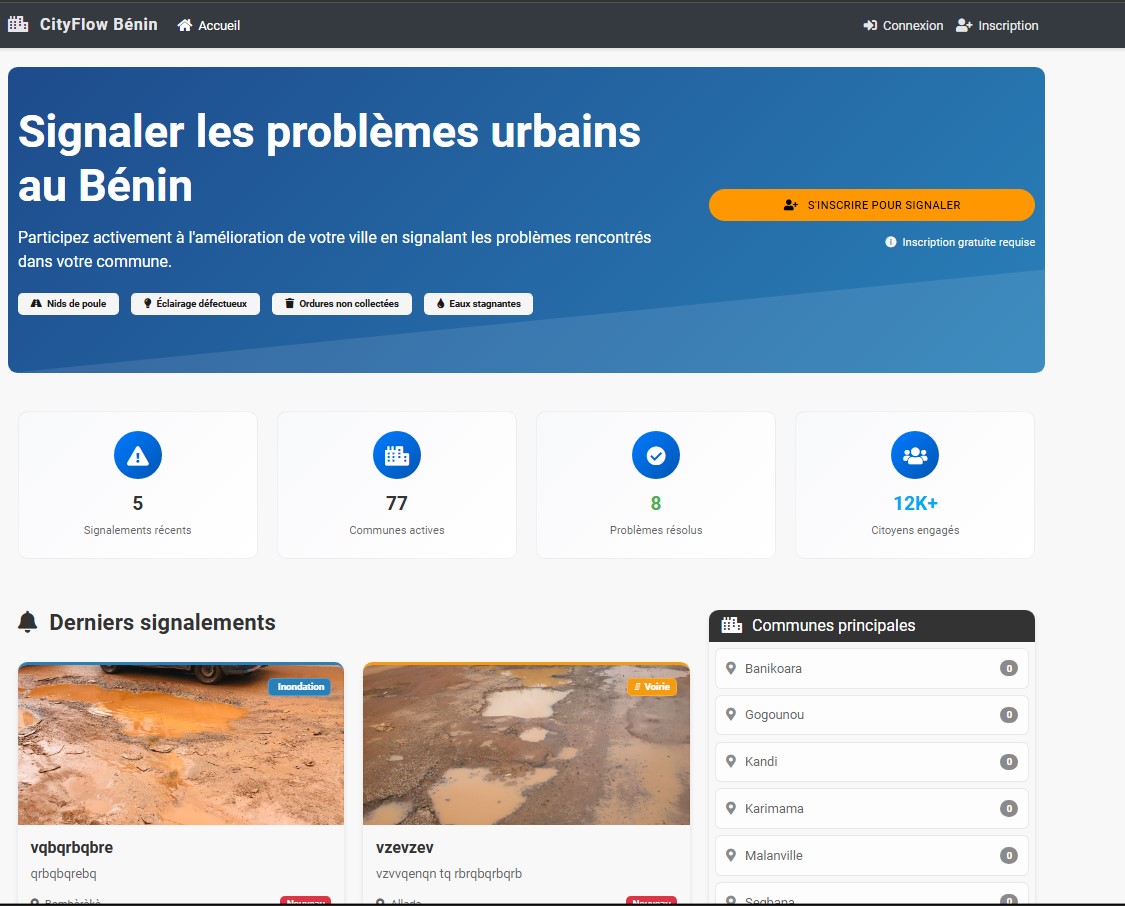 CityFlow Bénin Accueil Connexion Inscription
Signaler les problèmes urbains
au Bénin
Participez activement à l'amélioration de votre ville en signalant les problèmes rencontrés
dans votre commune.
Nids de poule Éclairage défectueux Ordures non collectées Eaux stagnantes
S'INSCRIRE POUR SIGNALER
Inscription gratuite requise
5
Signalements récents
77
Communes actives
8
Problèmes résolus
12K+
Citoyens engagés
Derniers signalements
Inondation
vqbqrbqbre
qrbqbqrebq
Bembèrèkè Nouveau
Voirie
vzevzev
vzvvqenqn tq rbrqbqrbqrb
Allada Nouveau
Communes principales
Banikoara 0
Gogounou 0
Kandi 0
Karimama 0
Malanville 0
Segbana 0